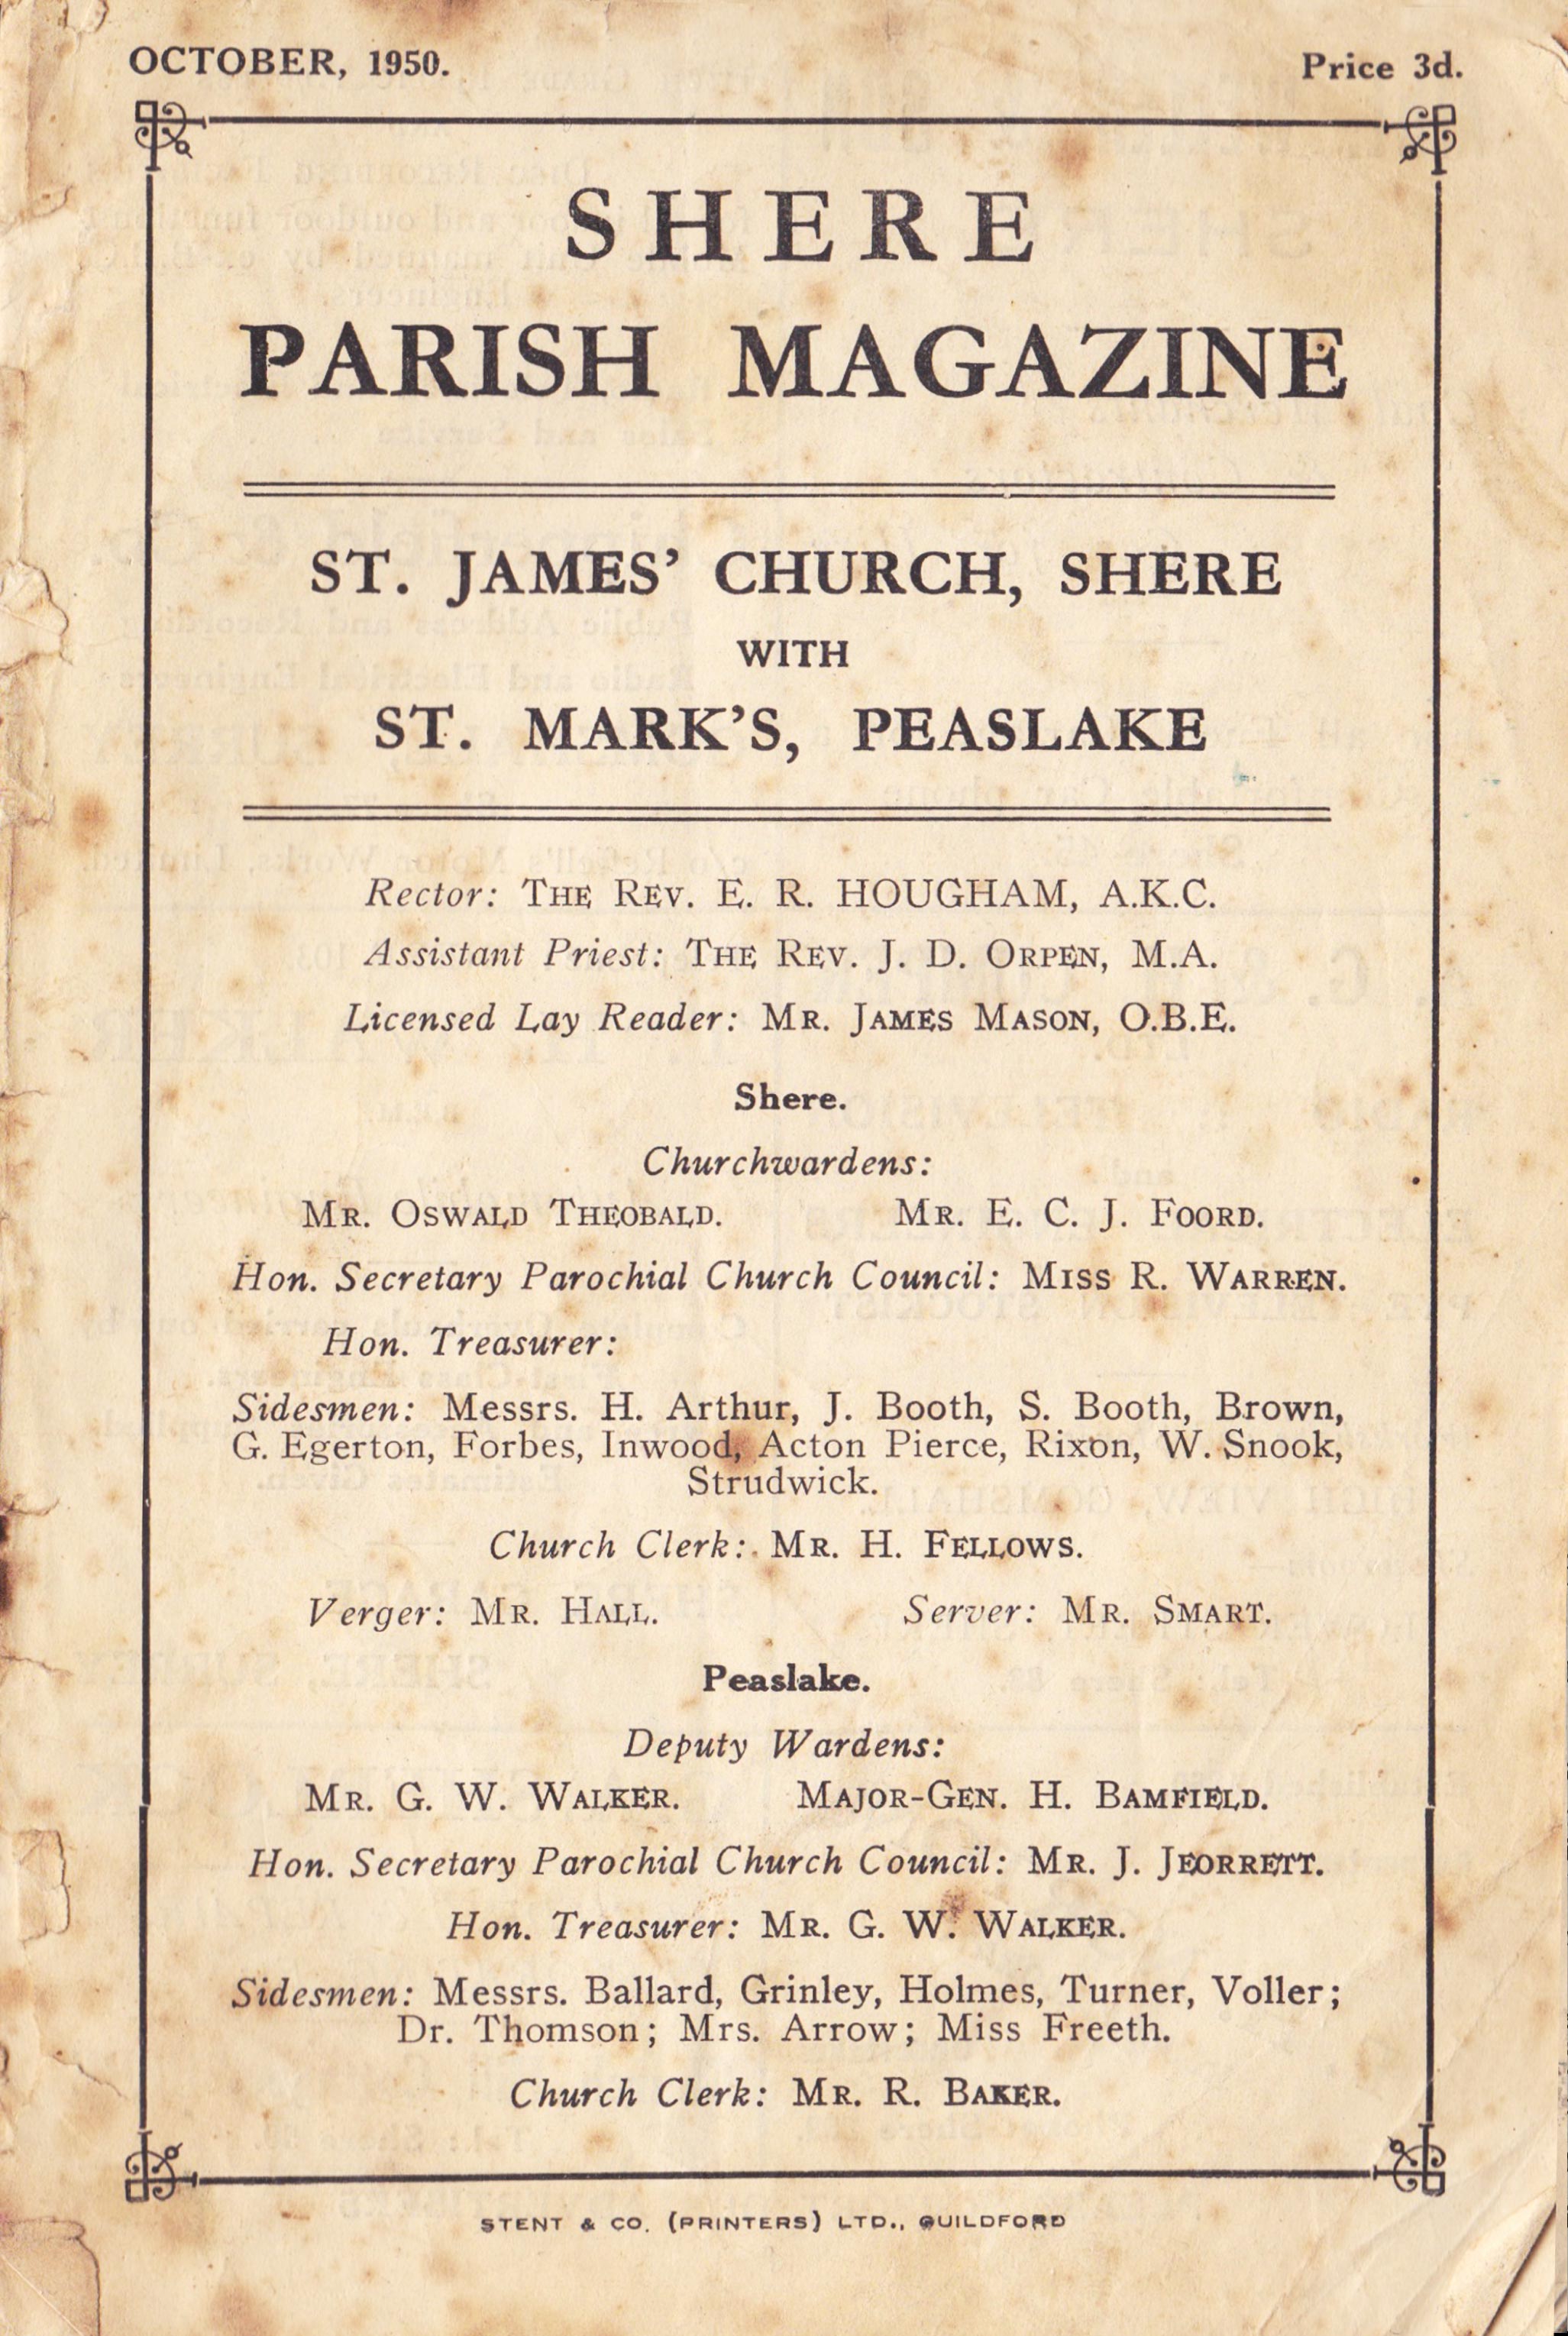 OCTOBER, 1950. Price 3d.
SHERE
PARISH MAGAZINE
ST. JAMES' CHURCH, SHERE
WITH
ST. MARK'S, PEASLAKE
Rector: THE REV. E. R. HOUGHAM, A.K.C.
Assistant Priest: THE REV. J. D. ORPEN, M.A.
Licensed Lay Reader: MR. JAMES MASON, O.B.E.
Shere.
Churchwardens:
MR. OSWALD THEOBALD. MR. E. C. J. FOORD.
Hon. Secretary Parochial Church Council: MISS R. WARREN.
Hon. Treasurer:
Sidesmen: Messrs. H. Arthur, J. Booth, S. Booth, Brown,
G. Egerton, Forbes, Inwood, Acton Pierce, Rixon, W. Snook,
Strudwick.
Church Clerk: MR. H. FELLOWS.
Verger: MR. HALL. Server: MR. SMART.
Peaslake.
Deputy Wardens:
MR. G. W. WALKER. MAJOR-GEN. H. BAMFIELD.
Hon. Secretary Parochial Church Council: MR. J. JEORRETT.
Hon. Treasurer: MR. G. W. WALKER.
Sidesmen: Messrs. Ballard, Grinley, Holmes, Turner, Voller;
Dr. Thomson; Mrs. Arrow; Miss Freeth.
Church Clerk: MR. R. BAKER.
STENT & CO. (PRINTERS) LTD., GUILDFORD